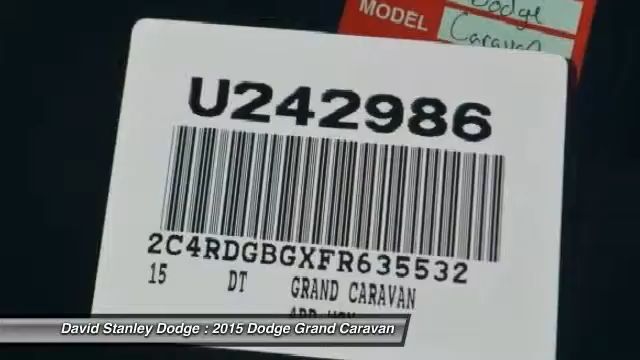 Dodge
MODEL
Caravan
U242986
2C4RDGBGXFR635532
15 DT GRAND CARAVAN
David Stanley Dodge : 2015 Dodge Grand Caravan